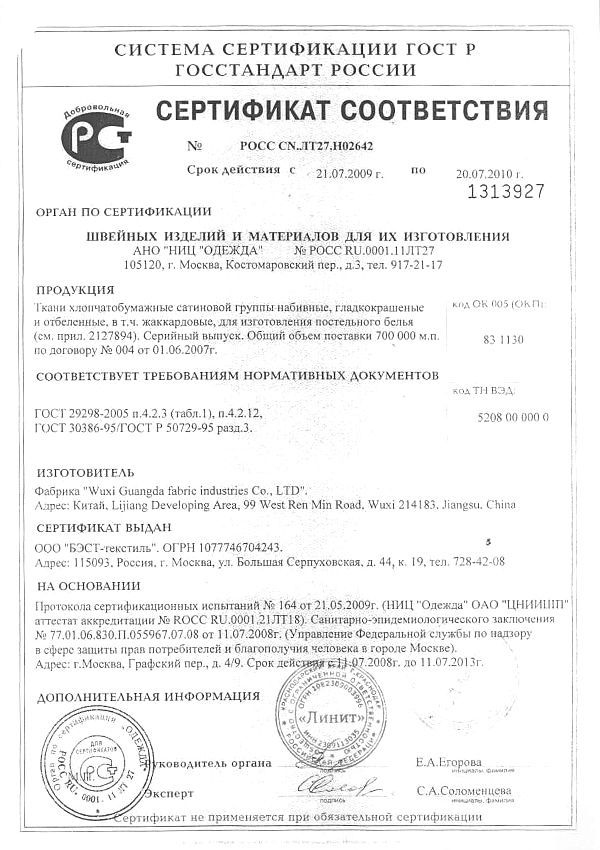 СИСТЕМА СЕРТИФИКАЦИИ ГОСТ Р
ГОССТАНДАРТ РОССИИ
Добровольная
сертификация
СЕРТИФИКАТ СООТВЕТСТВИЯ
№ РОСС CN.ЛТ27.Н02642
Срок действия с 21.07.2009 г. по 20.07.2010 г.
1313927
ОРГАН ПО СЕРТИФИКАЦИИ
ШВЕЙНЫХ ИЗДЕЛИЙ И МАТЕРИАЛОВ ДЛЯ ИХ ИЗГОТОВЛЕНИЯ
АНО "НИЦ "ОДЕЖДА" № РОСС RU.0001.11ЛТ27
105120, г. Москва, Костомаровский пер., д.3, тел. 917-21-17
ПРОДУКЦИЯ
Ткани хлопчатобумажные сатиновой группы набивные, гладкокрашеные
и отбеленные, в т.ч. жаккардовые, для изготовления постельного белья
(см. прил. 2127894). Серийный выпуск. Общий объем поставки 700 000 м.п.
по договору № 004 от 01.06.2007г.
код ОК 005 (ОКП):
83 1130
СООТВЕТСТВУЕТ ТРЕБОВАНИЯМ НОРМАТИВНЫХ ДОКУМЕНТОВ
код ТН ВЭД:
5208 00 000 0
ГОСТ 29298-2005 п.4.2.3 (табл.1), п.4.2.12,
ГОСТ 30386-95/ГОСТ Р 50729-95 разд.3.
ИЗГОТОВИТЕЛЬ
Фабрика "Wuxi Guangda fabric industries Co., LTD".
Адрес: Китай, Lijiang Developing Area, 99 West Ren Min Road, Wuxi 214183, Jiangsu, China
СЕРТИФИКАТ ВЫДАН
ООО "БЭСТ-текстиль". ОГРН 1077746704243.
Адрес: 115093, Россия, г. Москва, ул. Большая Серпуховская, д. 44, к. 19, тел. 728-42-08
НА ОСНОВАНИИ
Протокола сертификационных испытаний № 164 от 21.05.2009г. (НИЦ "Одежда" ОАО "ЦНИИШП"
аттестат аккредитации № ROCC RU.0001.21ЛТ18). Санитарно-эпидемиологического заключения
№ 77.01.06.830.П.055967.07.08 от 11.07.2008г. (Управление Федеральной службы по надзору
в сфере защиты прав потребителей и благополучия человека в городе Москве).
Адрес: г.Москва, Графский пер., д. 4/9. Срок действия с 11.07.2008г. до 11.07.2013г.
ДОПОЛНИТЕЛЬНАЯ ИНФОРМАЦИЯ
«Линит»
Орган по сертификации "ОДЕЖДА"
ДЛЯ СЕРТИФИКАТОВ
РОСС RU. 0001. 11 ЛТ 27
Руководитель органа
подпись
Е.А.Егорова
инициалы, фамилия
Эксперт
подпись
С.А.Соломенцева
инициалы, фамилия
Сертификат не применяется при обязательной сертификации